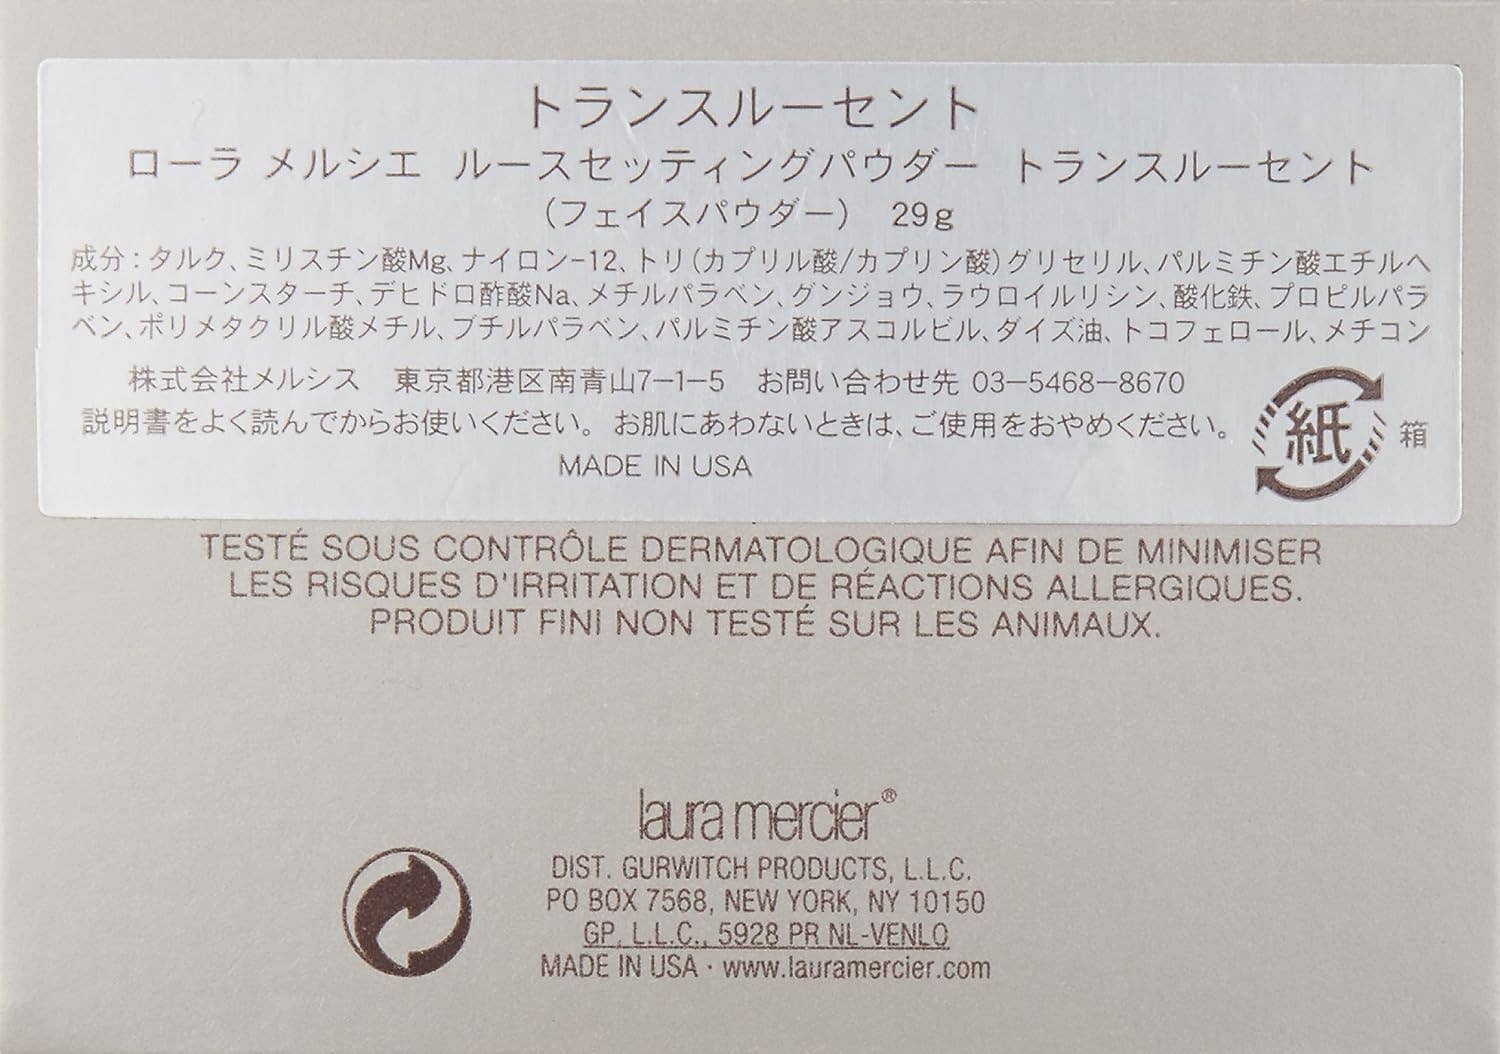 トランスルーセント
ローラ メルシエ ルースセッティングパウダー トランスルーセント
(フェイスパウダー) 29g
成分:タルク、ミリスチン酸Mg、ナイロン-12、トリ(カプリル酸/カプリン酸)グリセリル、パルミチン酸エチルヘ
キシル、コーンスターチ、デヒドロ酢酸Na、メチルパラベン、グンジョウ、ラウロイルリシン、酸化鉄、プロピルパラ
ベン、ポリメタクリル酸メチル、ブチルパラベン、パルミチン酸アスコルビル、ダイズ油、トコフェロール、メチコン
株式会社メルシス 東京都港区南青山7-1-5 お問い合わせ先 03-5468-8670
説明書をよく読んでからお使いください。お肌にあわないときは、ご使用をおやめください。
紙 箱
MADE IN USA
TESTÉ SOUS CONTRÔLE DERMATOLOGIQUE AFIN DE MINIMISER
LES RISQUES D'IRRITATION ET DE RÉACTIONS ALLERGIQUES.
PRODUIT FINI NON TESTÉ SUR LES ANIMAUX.
laura mercier®
DIST. GURWITCH PRODUCTS, L.L.C.
PO BOX 7568, NEW YORK, NY 10150
GP, L.L.C., 5928 PR NL-VENLO
MADE IN USA · www.lauramercier.com